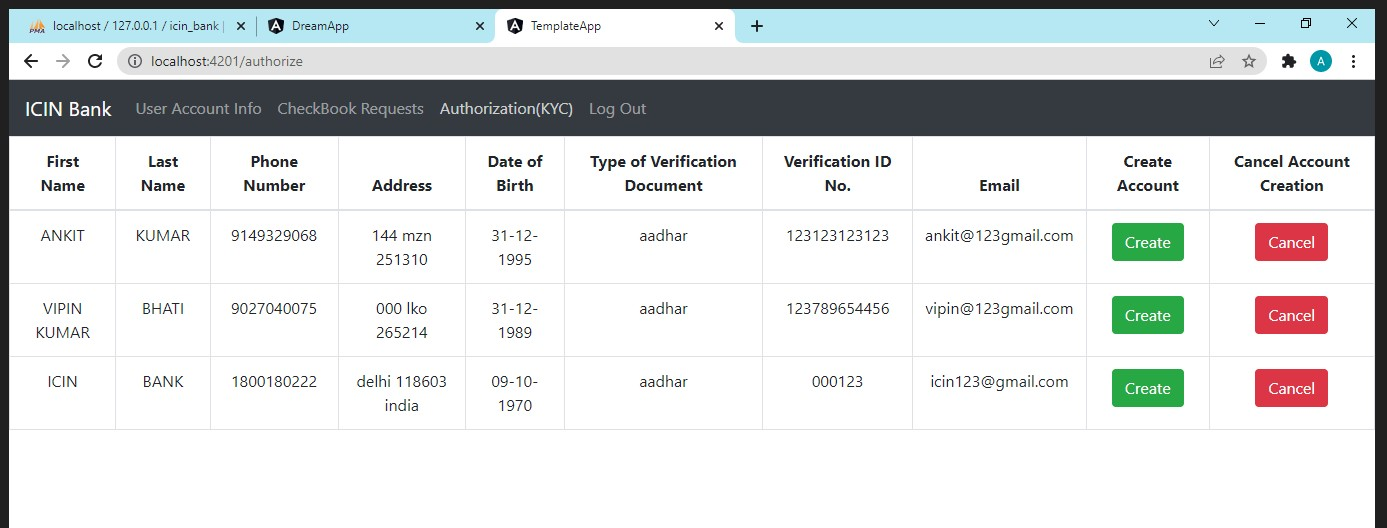 localhost / 127.0.0.1 / icin_bank |
DreamApp
TemplateApp
localhost:4201/authorize
A
ICIN Bank User Account Info CheckBook Requests Authorization(KYC) Log Out
First Name Last Name Phone Number Address Date of Birth Type of Verification Document Verification ID No. Email Create Account Cancel Account Creation
ANKIT KUMAR 9149329068 144 mzn 251310 31-12-1995 aadhar 123123123123 ankit@123gmail.com Create Cancel
VIPIN KUMAR BHATI 9027040075 000 lko 265214 31-12-1989 aadhar 123789654456 vipin@123gmail.com Create Cancel
ICIN BANK 1800180222 delhi 118603 india 09-10-1970 aadhar 000123 icin123@gmail.com Create Cancel